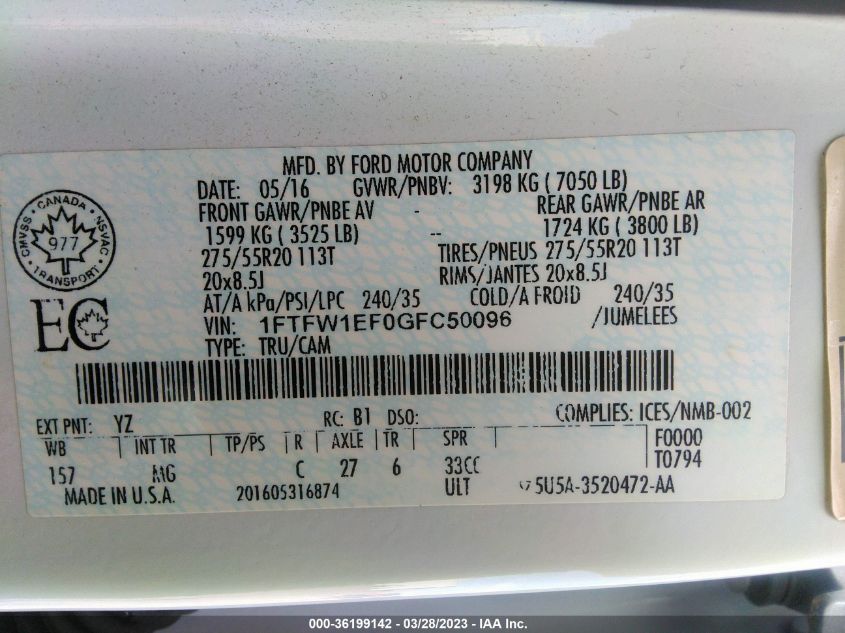 MFD. BY FORD MOTOR COMPANY
DATE: 05/16 GVWR/PNBV: 3198 KG ( 7050 LB)
FRONT GAWR/PNBE AV - REAR GAWR/PNBE AR
1599 KG ( 3525 LB) -- 1724 KG ( 3800 LB)
275/55R20 113T TIRES/PNEUS 275/55R20 113T
20x8.5J RIMS/JANTES 20x8.5J
AT/A kPa/PSI/LPC 240/35 COLD/A FROID 240/35
VIN: 1FTFW1EF0GFC50096 /JUMELEES
TYPE: TRU/CAM
CMVSS • CANADA • NSVAC • TRANSPORT •
977
EC
EXT PNT: YZ RC: B1 DSO: COMPLIES: ICES/NMB-002
WB INT TR TP/PS R AXLE TR SPR F0000
157 MG C 27 6 33CC T0794
MADE IN U.S.A. 201605316874 ULT 5U5A-3520472-AA
000-36199142 - 03/28/2023 - IAA Inc.